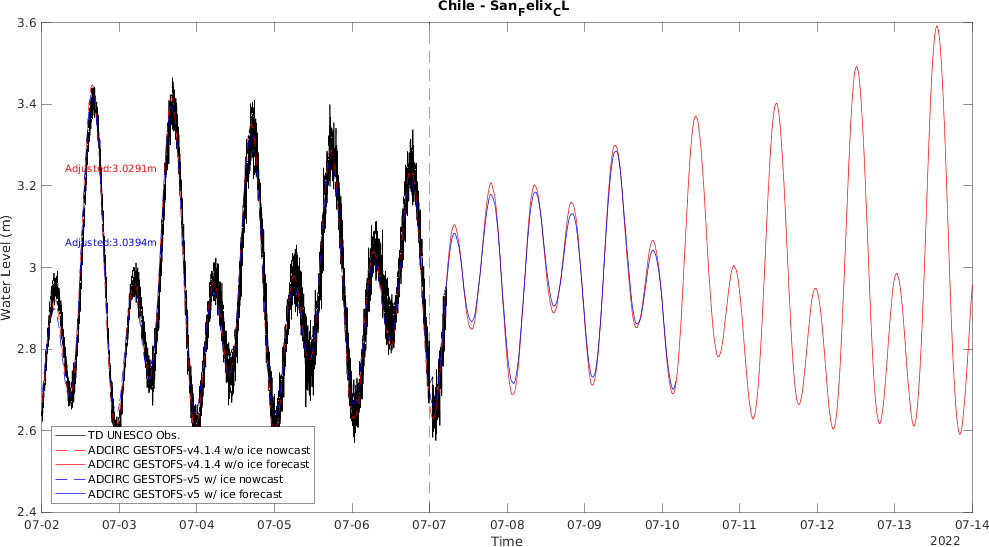 Chile - SanFelixCL
3.6
3.4
3.2
3
2.8
2.6
2.4
Water Level (m)
Adjusted:3.0291m
Adjusted:3.0394m
TD UNESCO Obs.
ADCIRC GESTOFS-v4.1.4 w/o ice nowcast
ADCIRC GESTOFS-v4.1.4 w/o ice forecast
ADCIRC GESTOFS-v5 w/ ice nowcast
ADCIRC GESTOFS-v5 w/ ice forecast
07-02 07-03 07-04 07-05 07-06 07-07 07-08 07-09 07-10 07-11 07-12 07-13 07-14
Time
2022